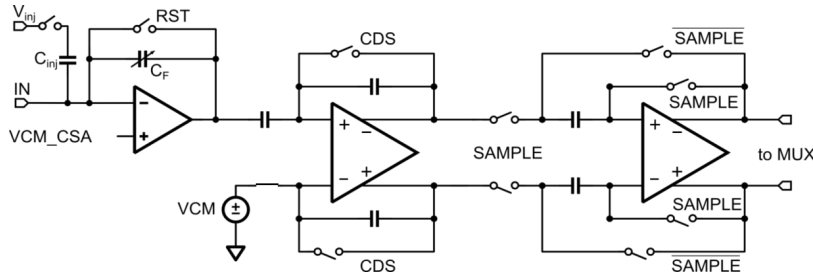 V_inj
RST
CDS
SAMPLE
C_inj
C_F
SAMPLE
IN
VCM_CSA
SAMPLE
to MUX
VCM
SAMPLE
CDS
SAMPLE